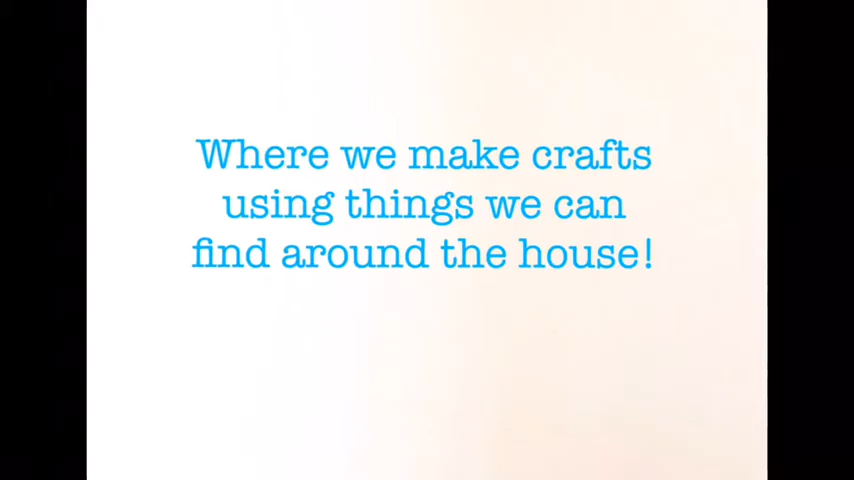 Where we make crafts
using things we can
find around the house!